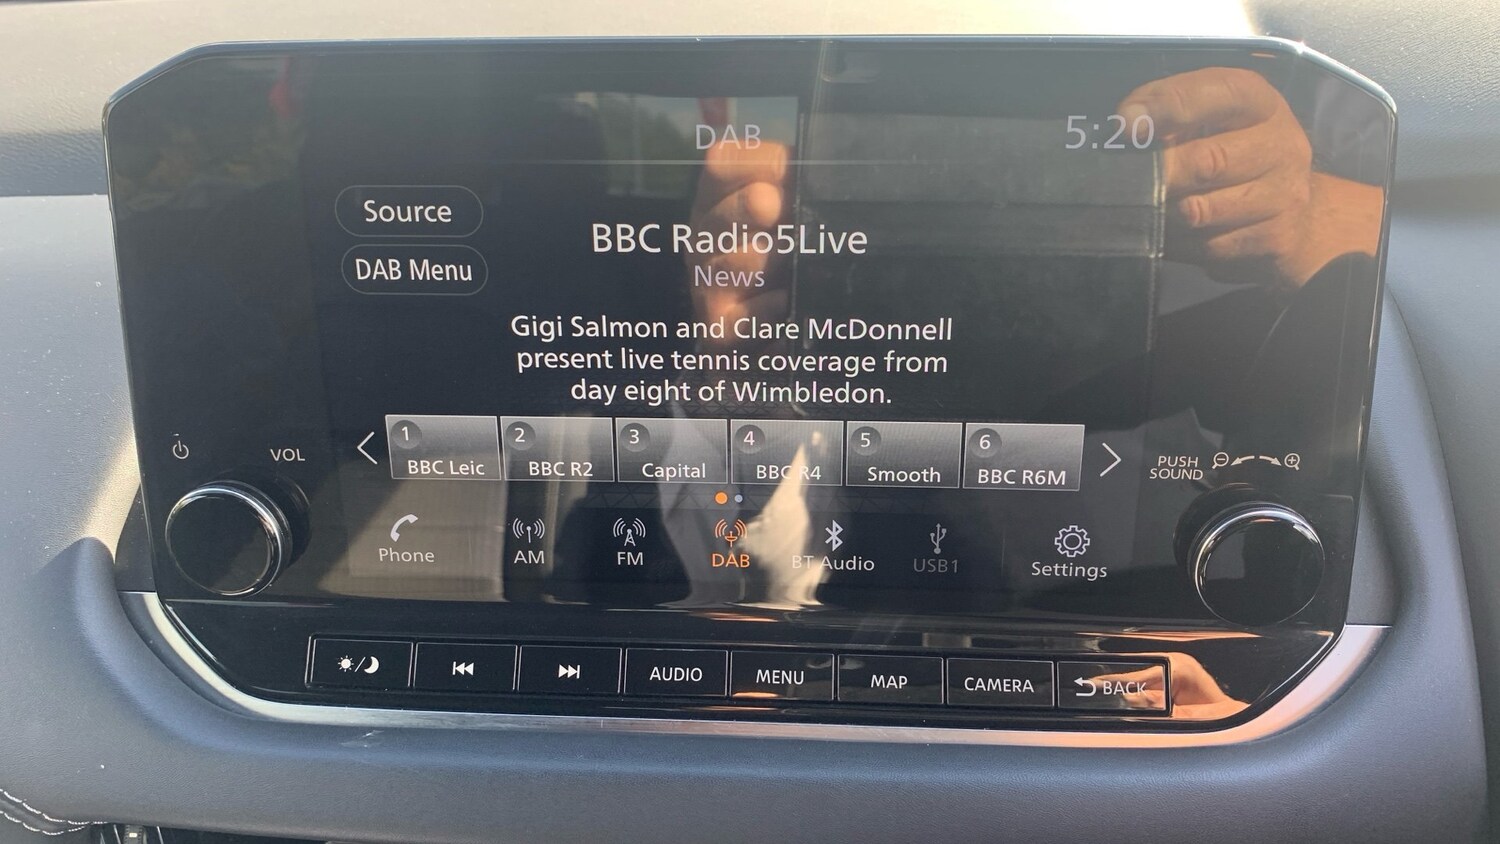 DAB
5:20
Source
DAB Menu
BBC Radio5Live
News
Gigi Salmon and Clare McDonnell
present live tennis coverage from
day eight of Wimbledon.
VOL
1 BBC Leic
2 BBC R2
3 Capital
4 BBC R4
5 Smooth
6 BBC R6M
PUSH
SOUND
Phone
AM
FM
DAB
BT Audio
USB1
Settings
AUDIO
MENU
MAP
CAMERA
BACK